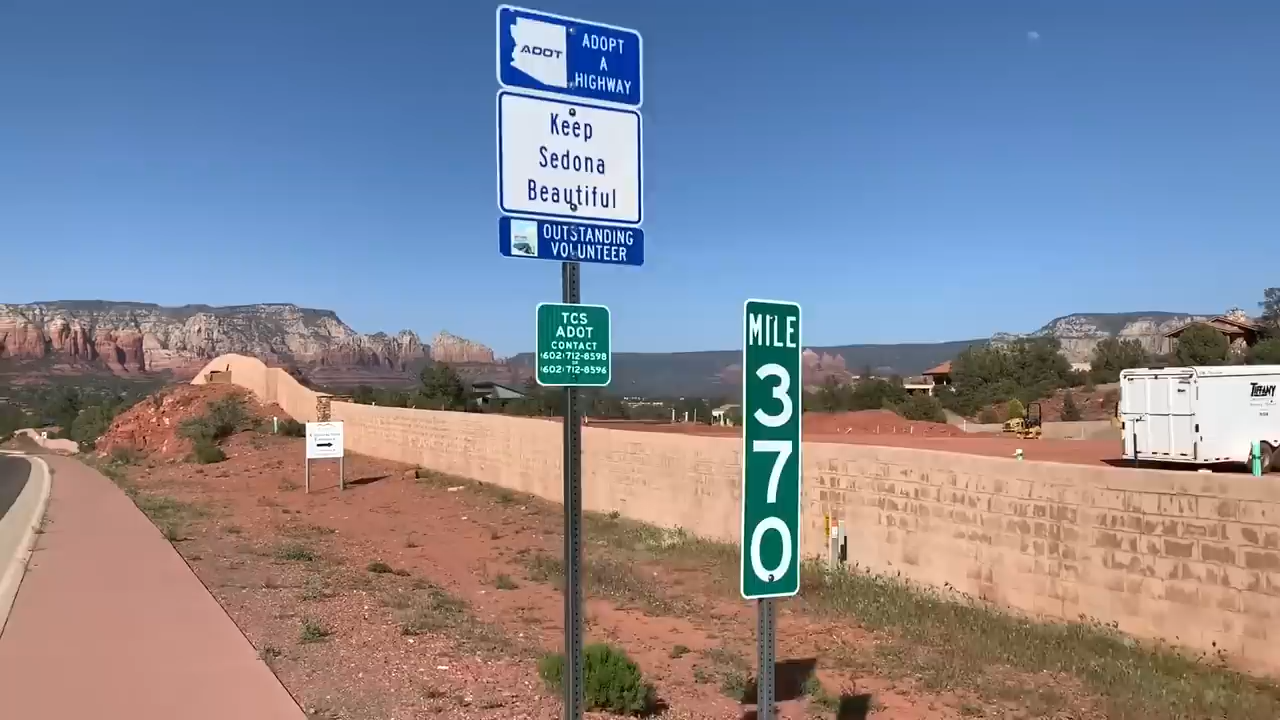 ADOT
ADOPT
A
HIGHWAY
Keep
Sedona
Beautiful
OUTSTANDING
VOLUNTEER
TCS
ADOT
CONTACT
(602)712-8598
(602)712-8596
MILE
3
7
0
TIFFANY